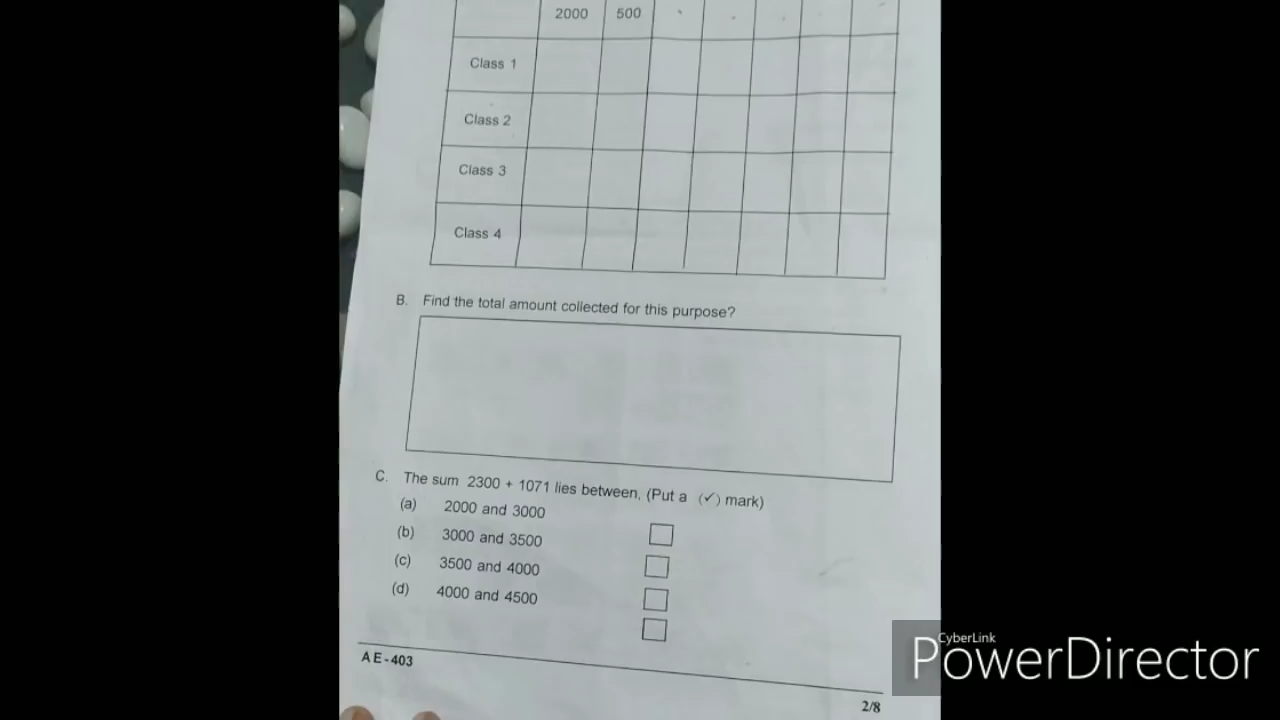 2000 500
Class 1
Class 2
Class 3
Class 4
B. Find the total amount collected for this purpose?
C. The sum 2300 + 1071 lies between, (Put a (✓) mark)
(a) 2000 and 3000
(b) 3000 and 3500
(c) 3500 and 4000
(d) 4000 and 4500
AE-403
2/8
CyberLink
PowerDirector